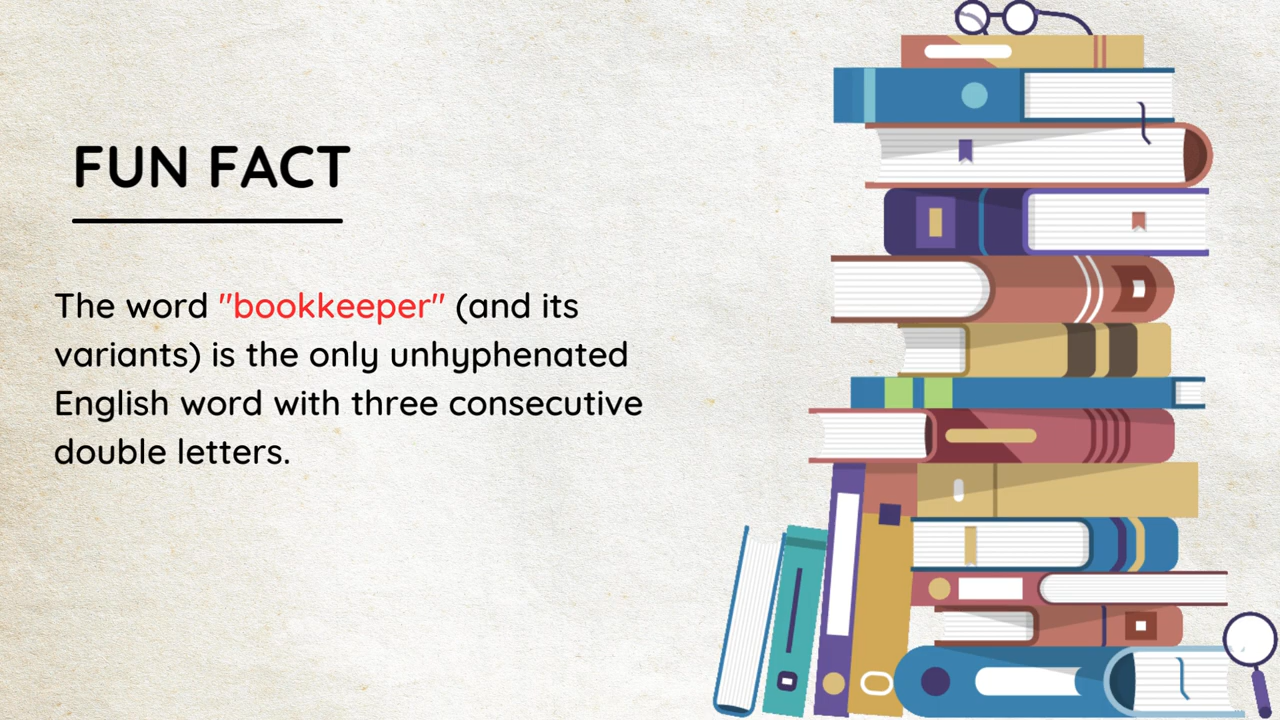 FUN FACT
The word "bookkeeper" (and its
variants) is the only unhyphenated
English word with three consecutive
double letters.